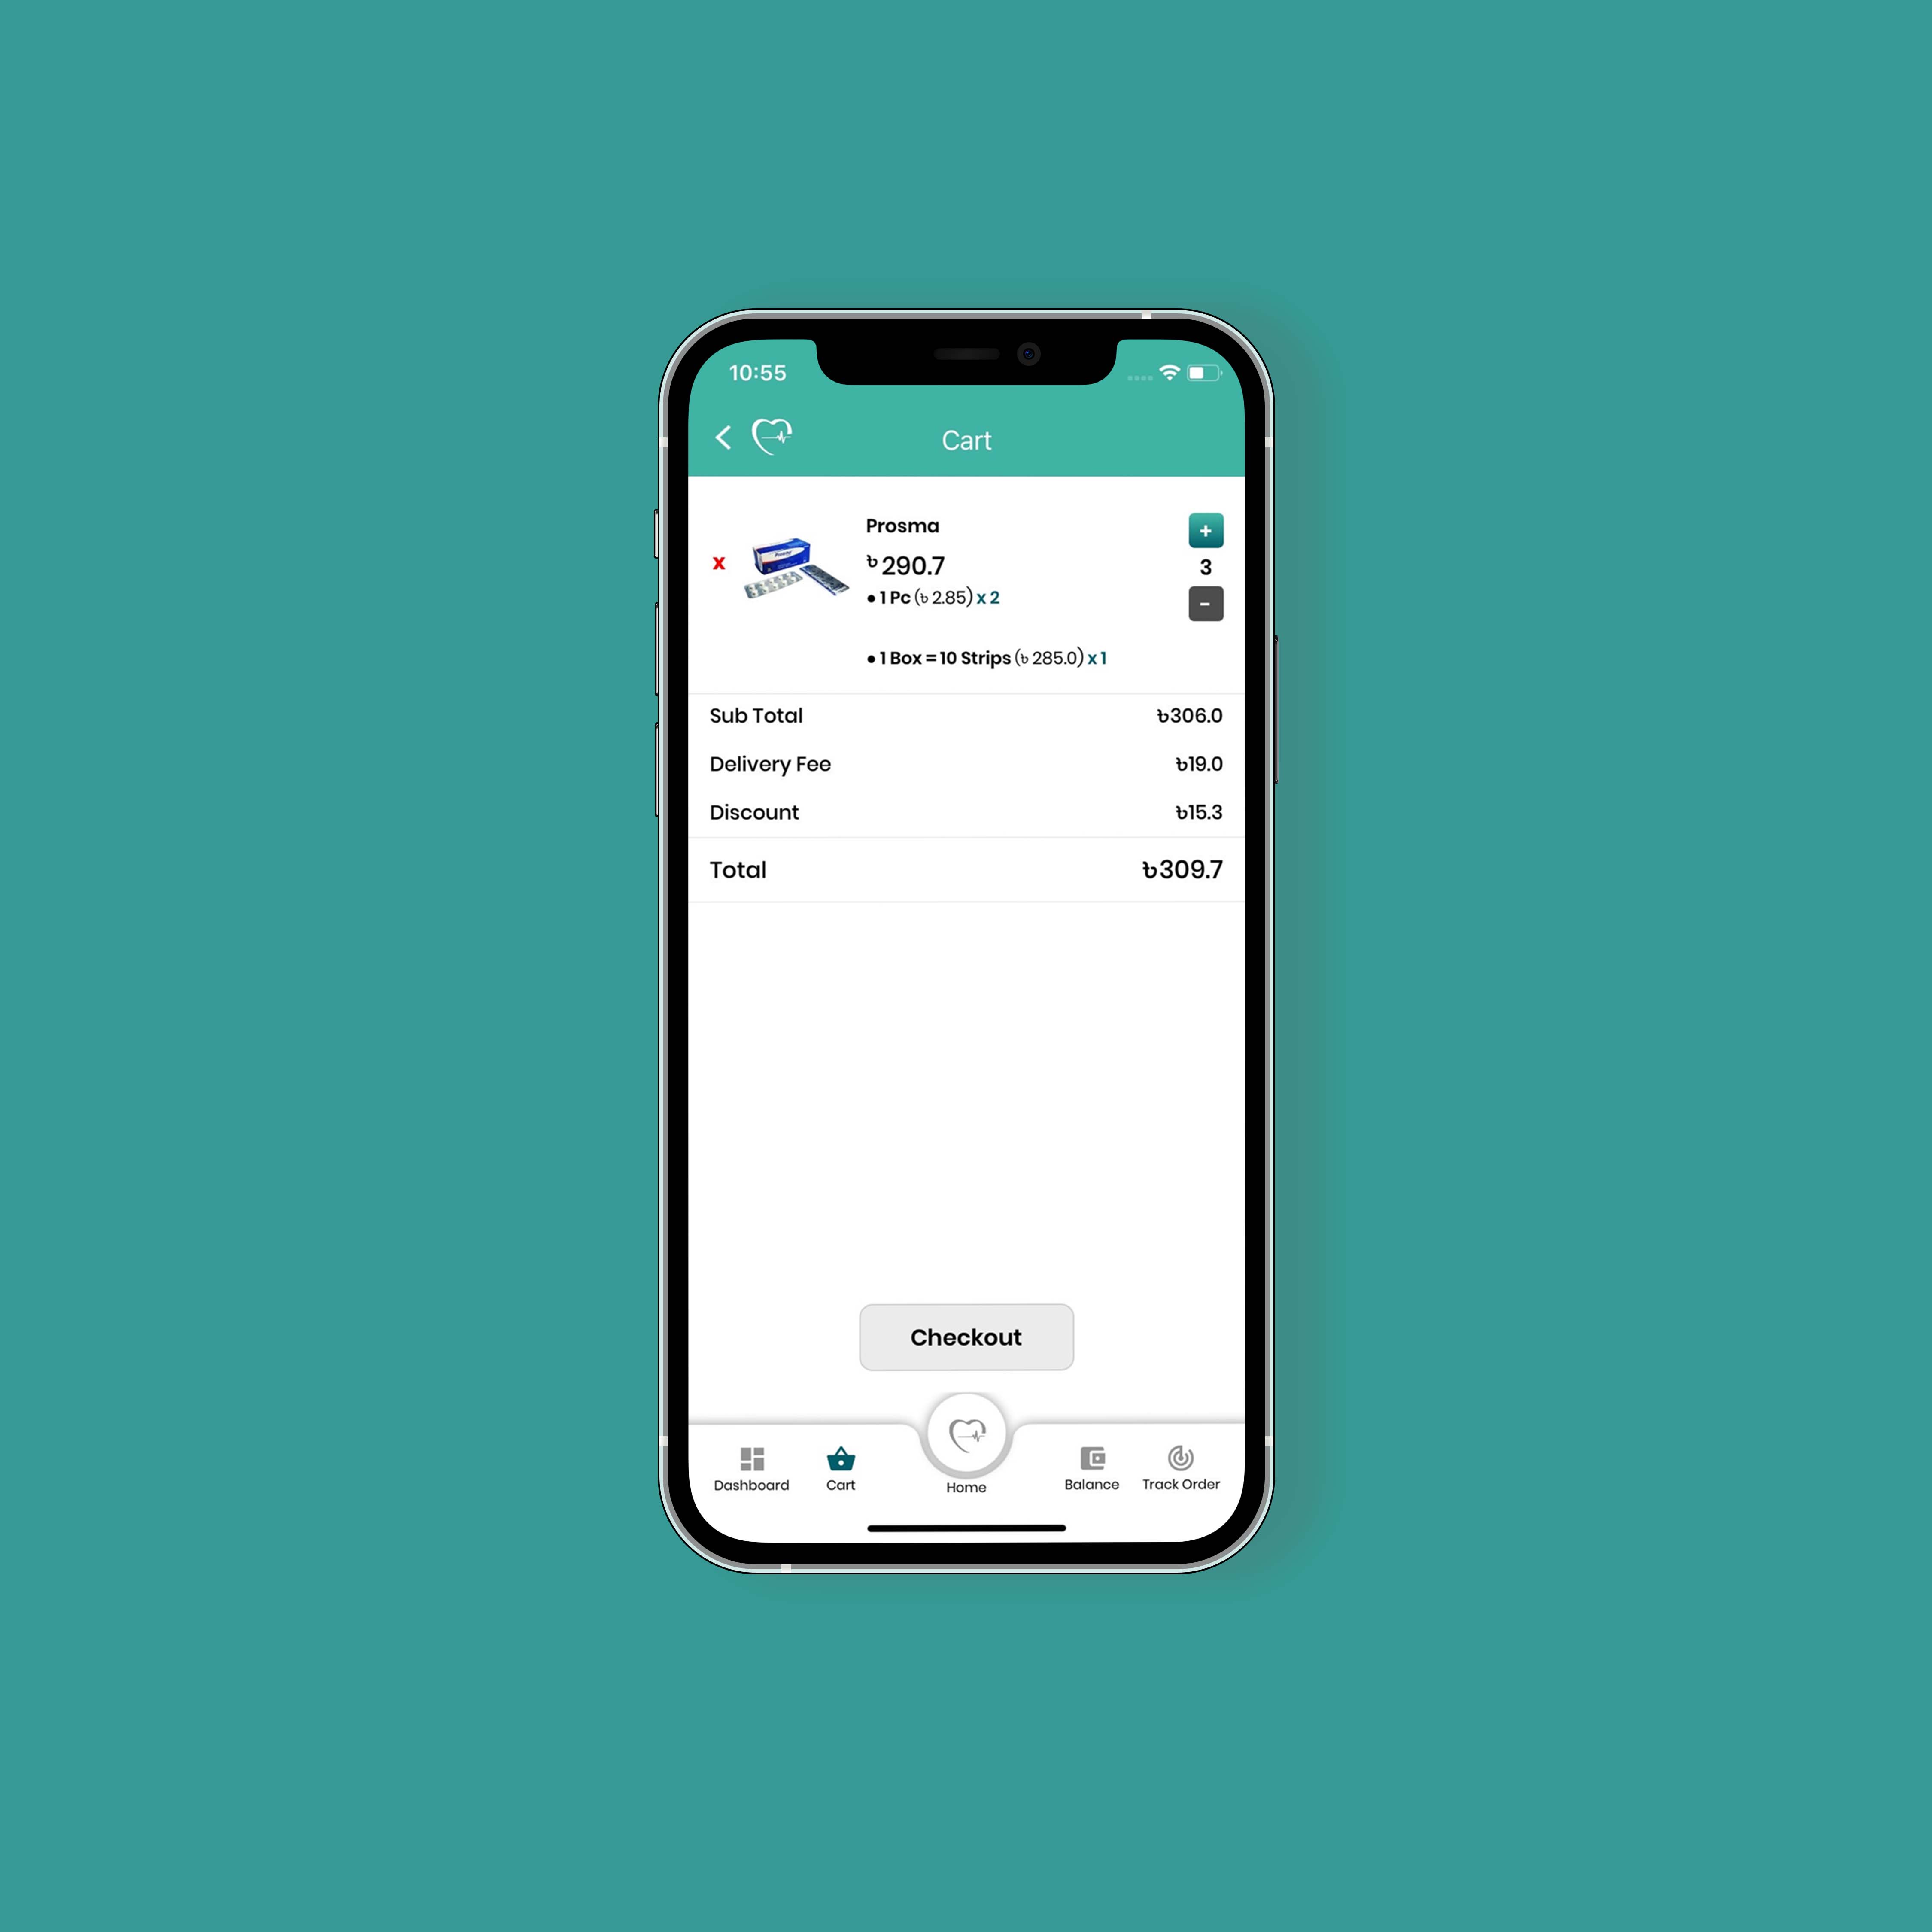 10:55
Cart
Prosma
৳ 290.7
• 1 Pc (৳ 2.85) x 2
• 1 Box = 10 Strips (৳ 285.0) x 1
x
+
3
-
Sub Total ৳306.0
Delivery Fee ৳19.0
Discount ৳15.3
Total ৳309.7
Checkout
Dashboard
Cart
Home
Balance
Track Order